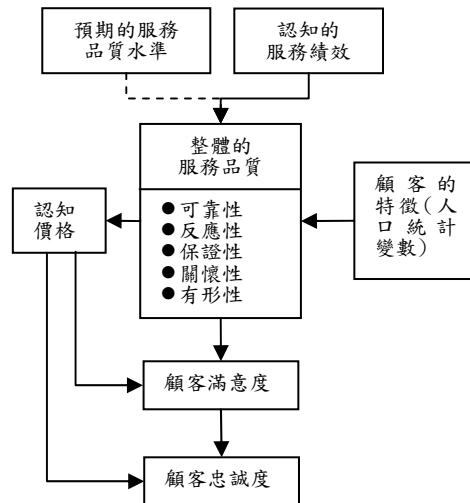 預期的服務
品質水準
認知的
服務績效
整體的
服務品質
●可靠性
●反應性
●保證性
●關懷性
●有形性
認知
價格
顧客的
特徵(人
口統計
變數)
顧客滿意度
顧客忠誠度